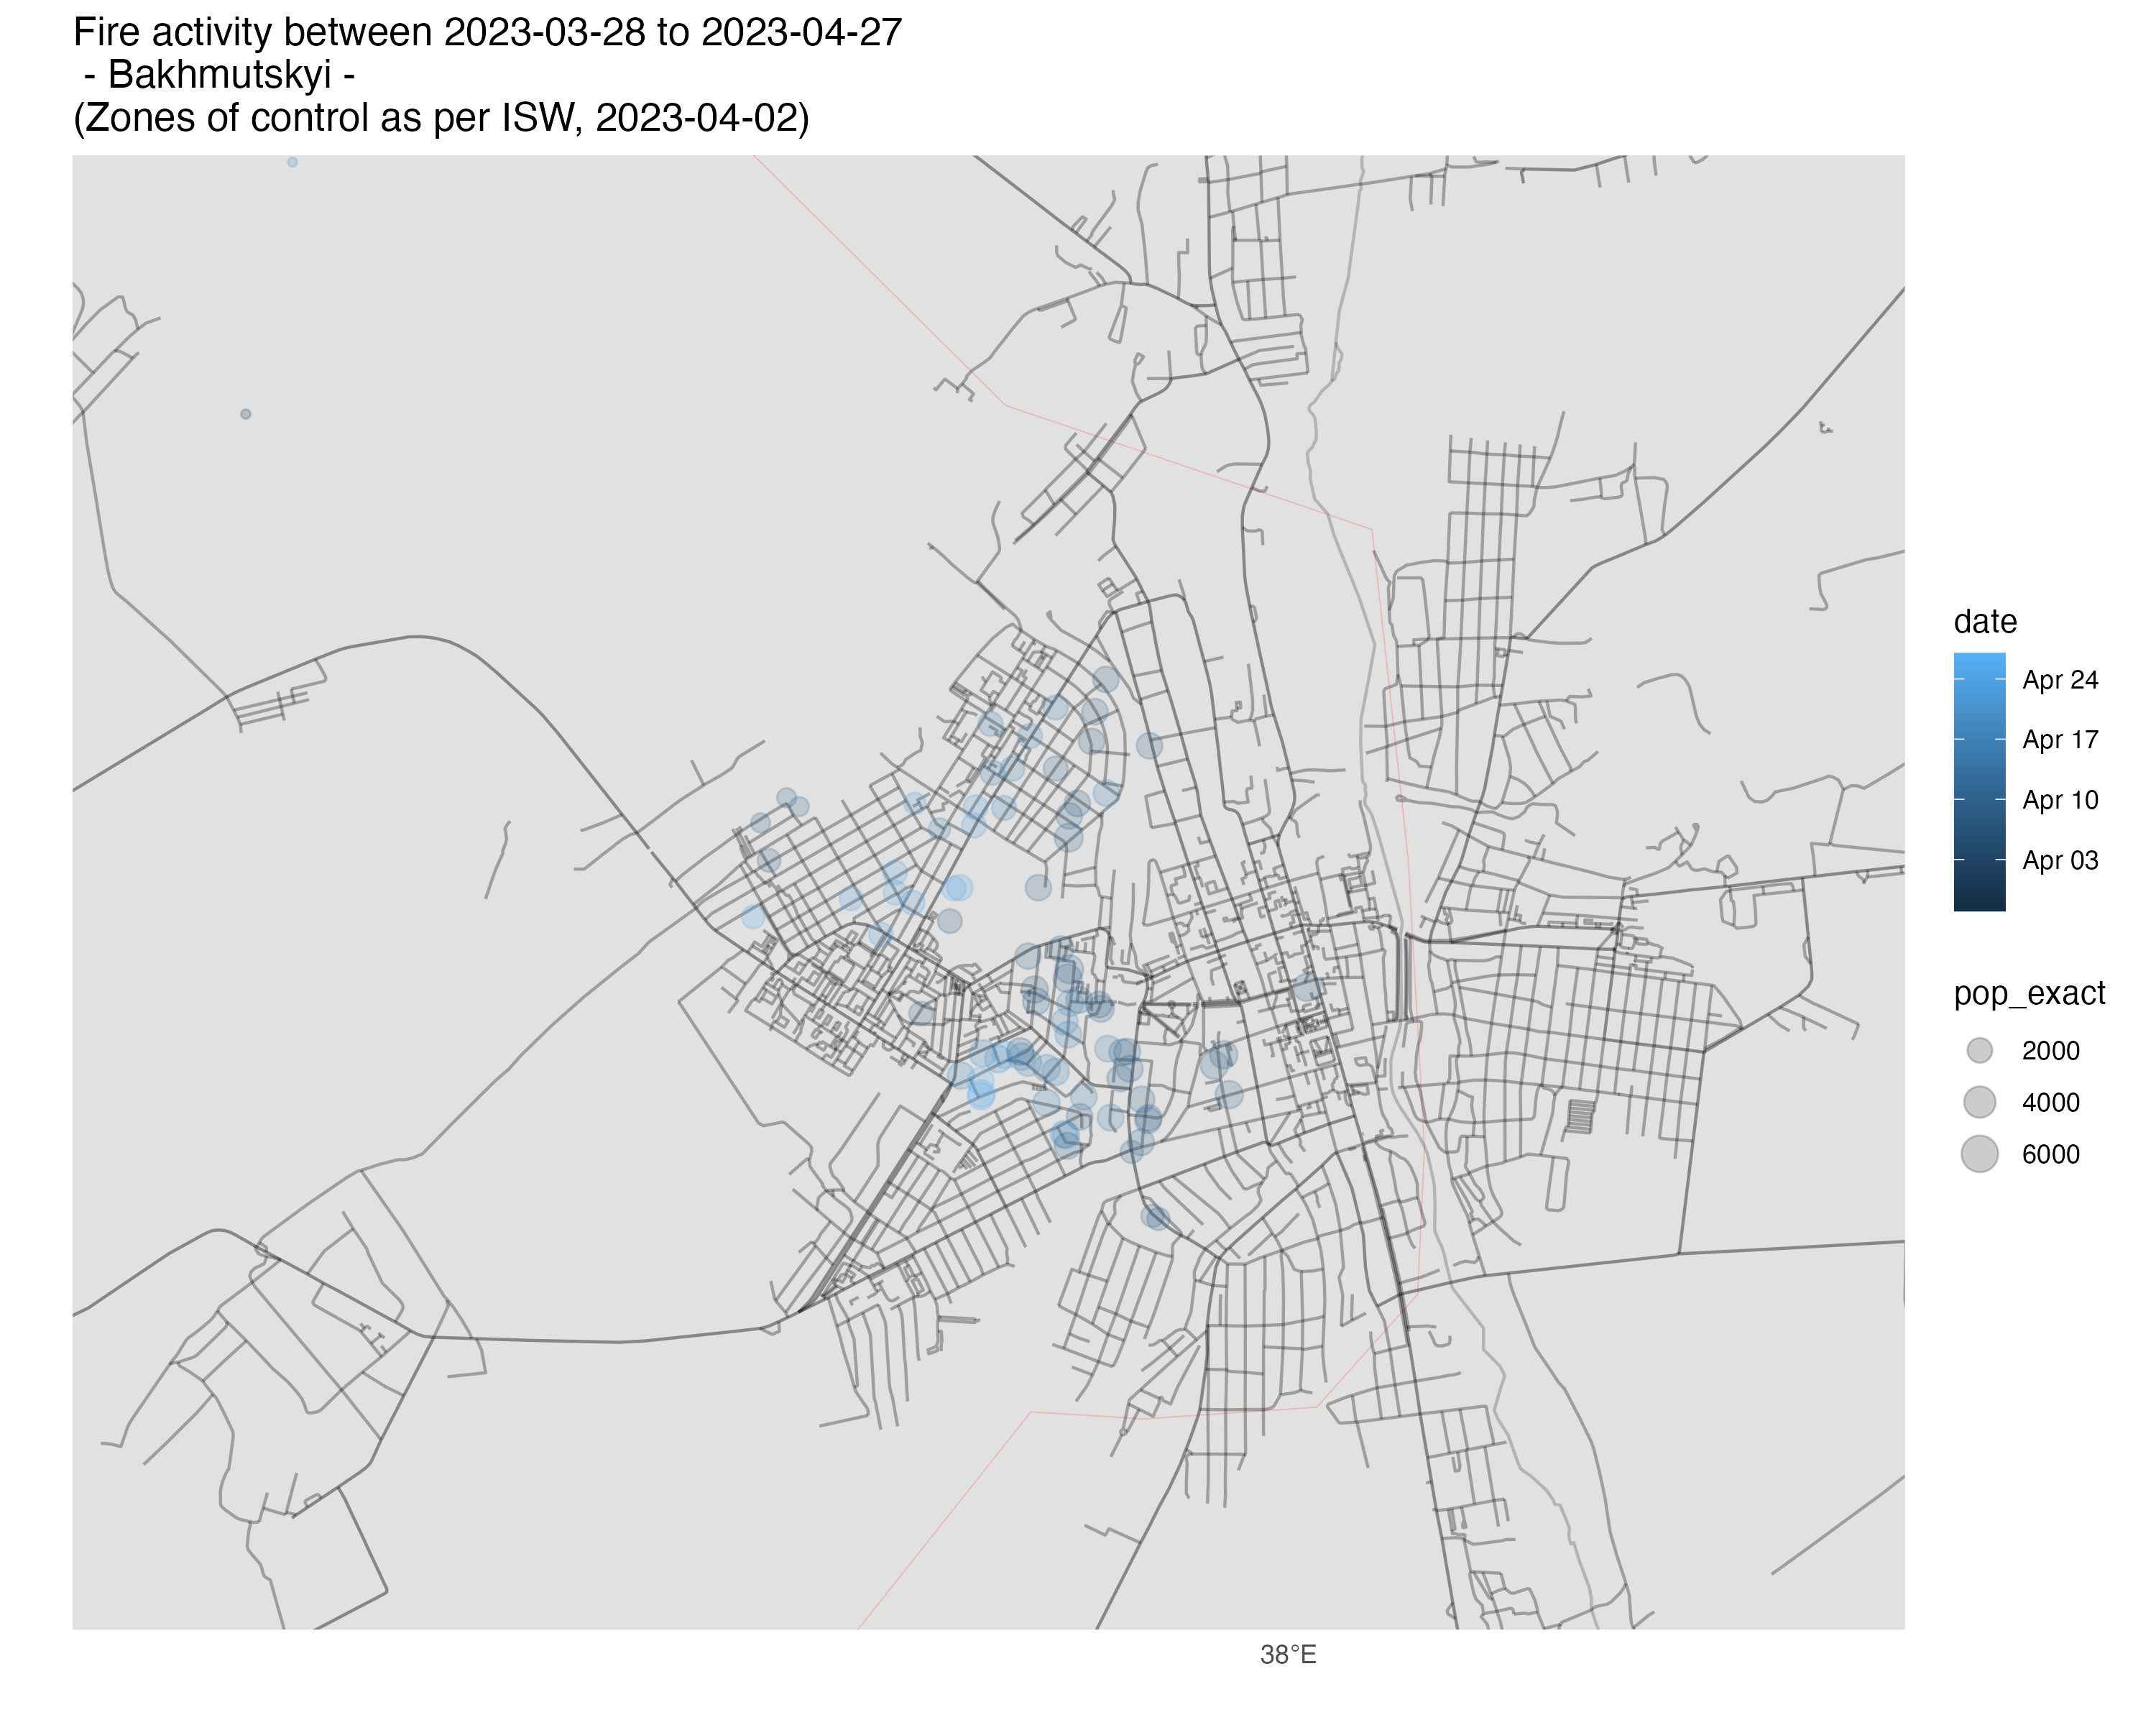 Fire activity between 2023-03-28 to 2023-04-27
- Bakhmutskyi -
(Zones of control as per ISW, 2023-04-02)
date
Apr 24
Apr 17
Apr 10
Apr 03
pop_exact
2000
4000
6000
38°E